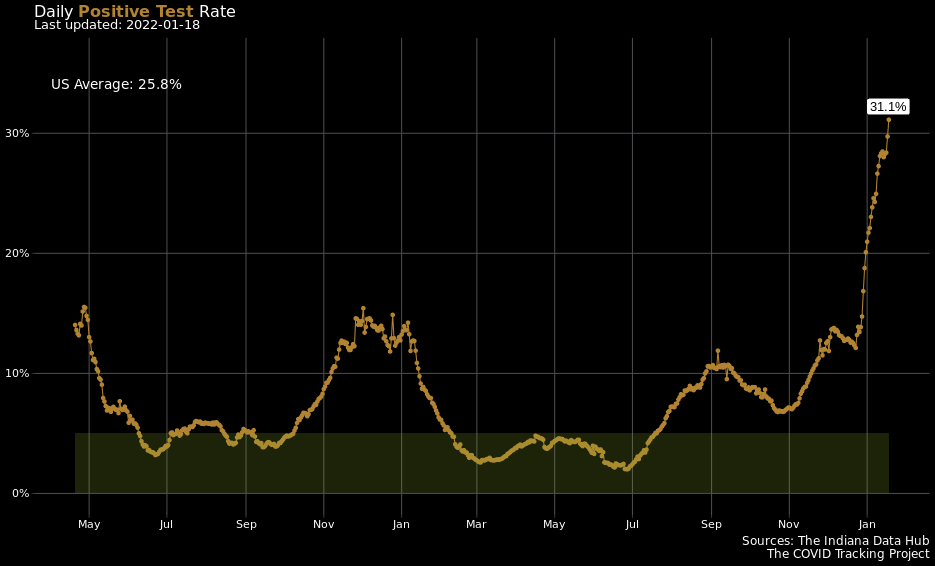 Daily Positive Test Rate
Last updated: 2022-01-18
US Average: 25.8%
31.1%
30%
20%
10%
0%
May Jul Sep Nov Jan Mar May Jul Sep Nov Jan
Sources: The Indiana Data Hub
The COVID Tracking Project